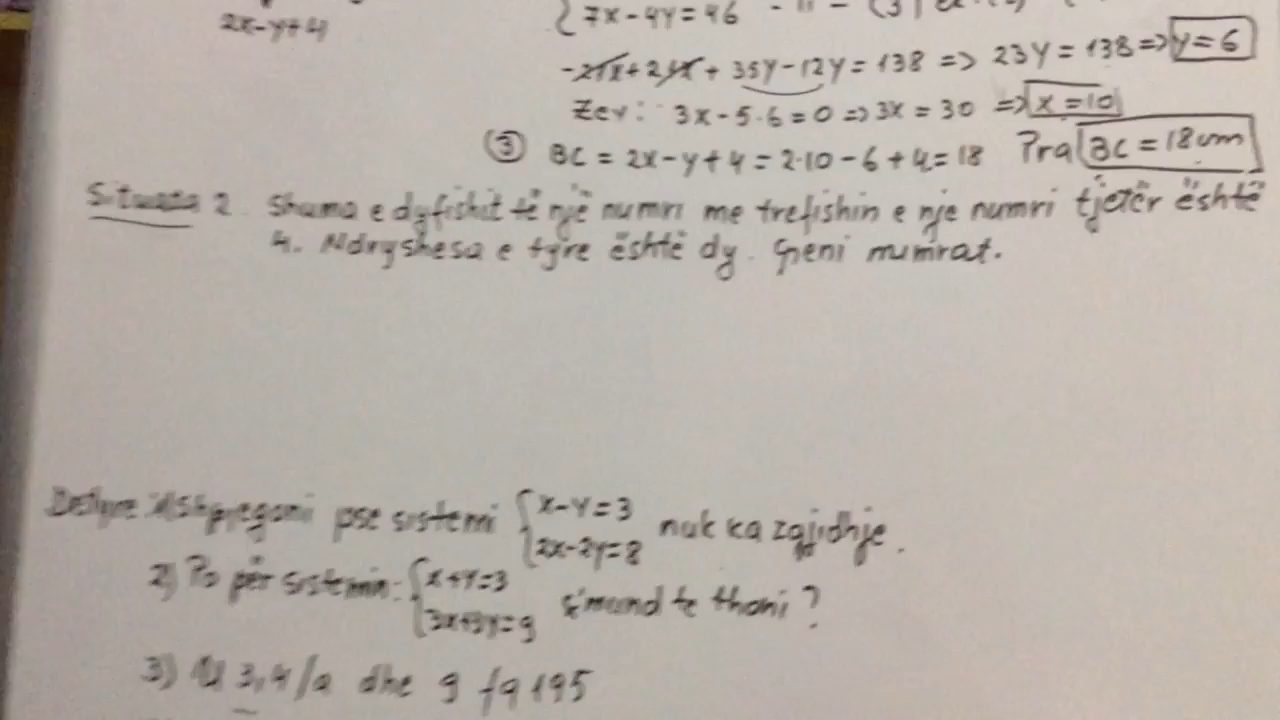 2x-y+4
{ 7x-4y=46 - 11 -
-21x+21x + 35y-12y = 138 => 23y = 138 => y=6
Zëv: 3x-5·6=0 => 3x = 30 => x=10
③ BC = 2x-y+4 = 2·10-6+4=18 Pra BC = 18cm
Situata 2. Shuma e dyfishit të një numri me trefishin e nje numri tjetër është
4. Ndryshesa e tyre është dy. Gjeni numrat.
Detyre 1) Shpjegoni pse sistemi { x-y=3
2x-2y=8 nuk ka zgjidhje.
2) Po për sistemin: { x+y=3
3x+3y=9 ç'mund te thoni?
3) 3,4/a dhe 9 fq 195